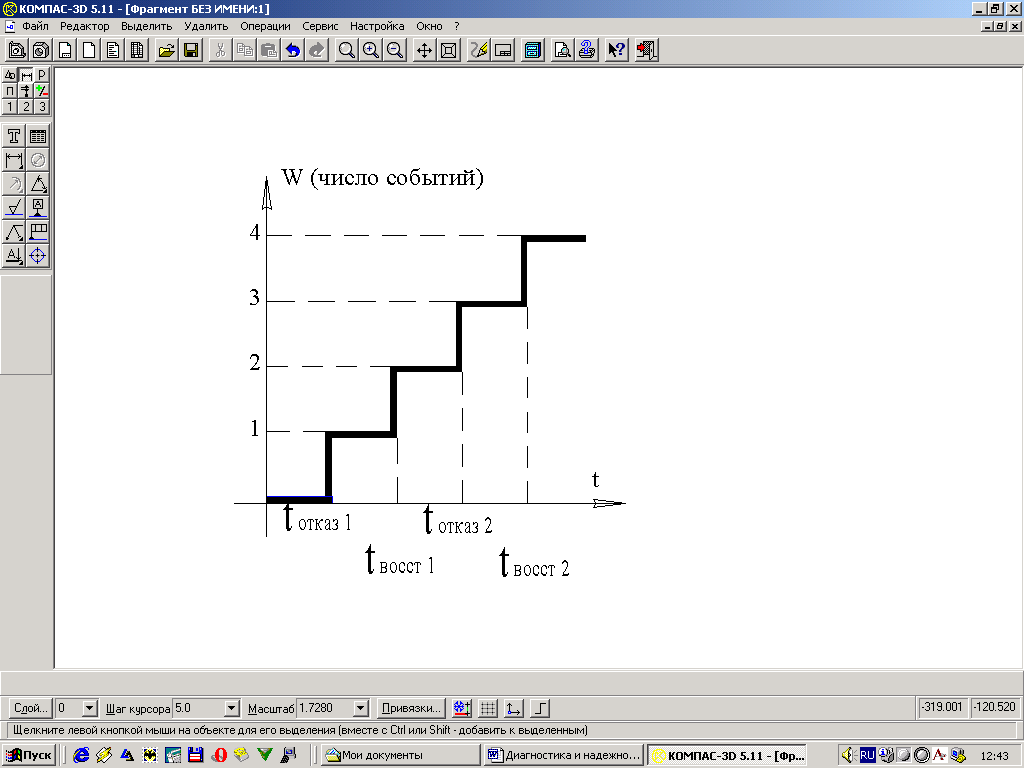 КОМПАС-3D 5.11 - [Фрагмент БЕЗ ИМЕНИ:1]
Файл Редактор Выделить Удалить Операции Сервис Настройка Окно ?
P
П
1 2 3
W (число событий)
4
3
2
1
t
t отказ 1 t отказ 2
t восст 1 t восст 2
Слой... 0 Шаг курсора 5.0 Масштаб 1.7280 Привязки... -319.001 -120.520
Щелкните левой кнопкой мыши на объекте для его выделения (вместе с Ctrl или Shift - добавить к выделенным)
Пуск Мои документы Диагностика и надежно... КОМПАС-3D 5.11 - [Фр... RU 12:43